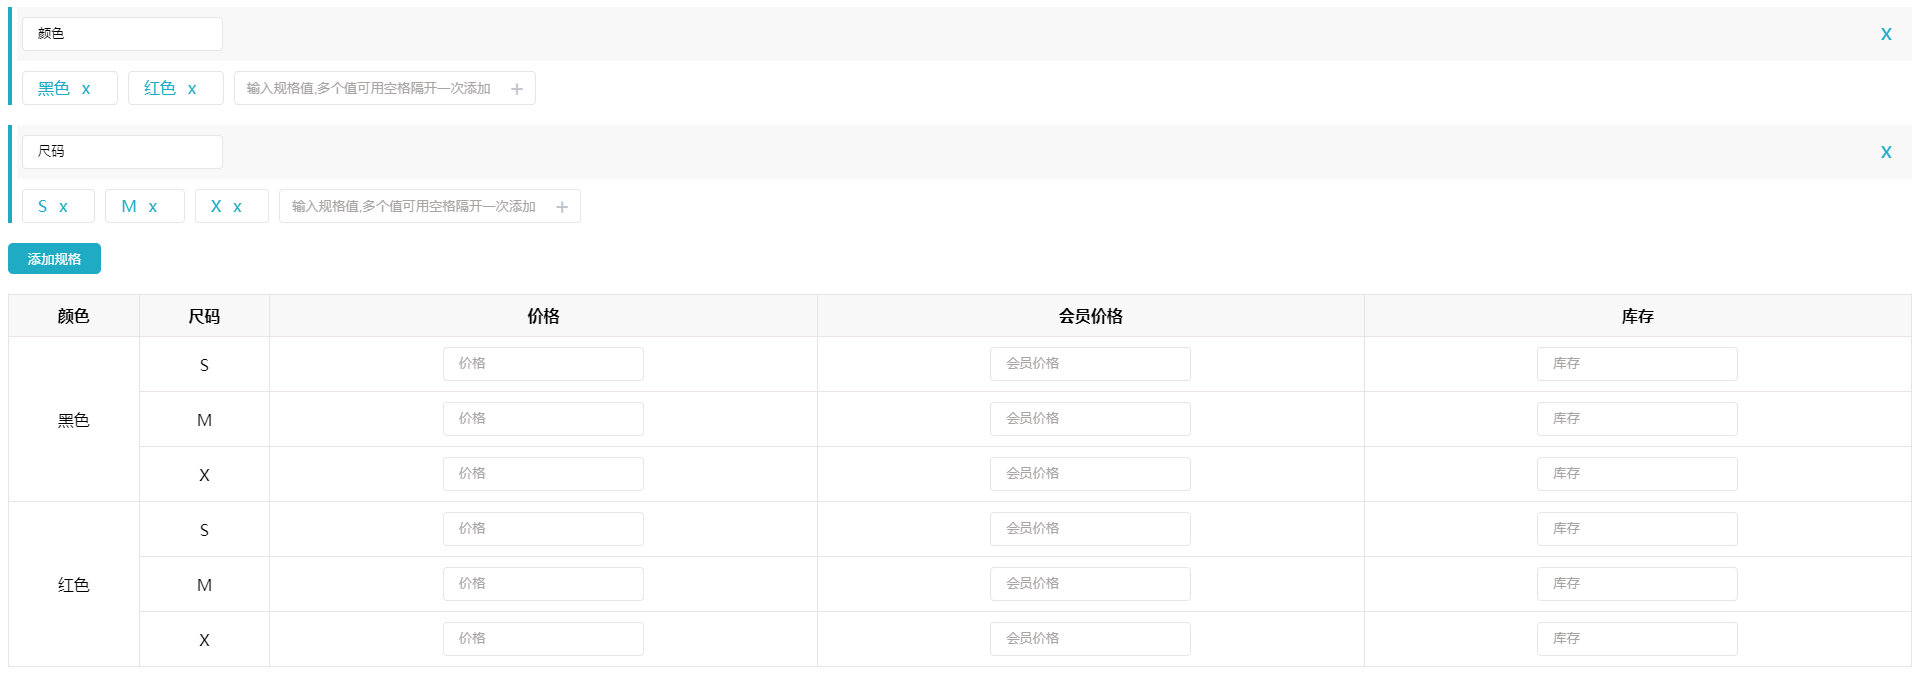 颜色 X
黑色 x 红色 x 输入规格值,多个值可用空格隔开一次添加 +
尺码 X
S x M x X x 输入规格值,多个值可用空格隔开一次添加 +
添加规格
颜色 尺码 价格 会员价格 库存
S 价格 会员价格 库存
黑色 M 价格 会员价格 库存
X 价格 会员价格 库存
S 价格 会员价格 库存
红色 M 价格 会员价格 库存
X 价格 会员价格 库存